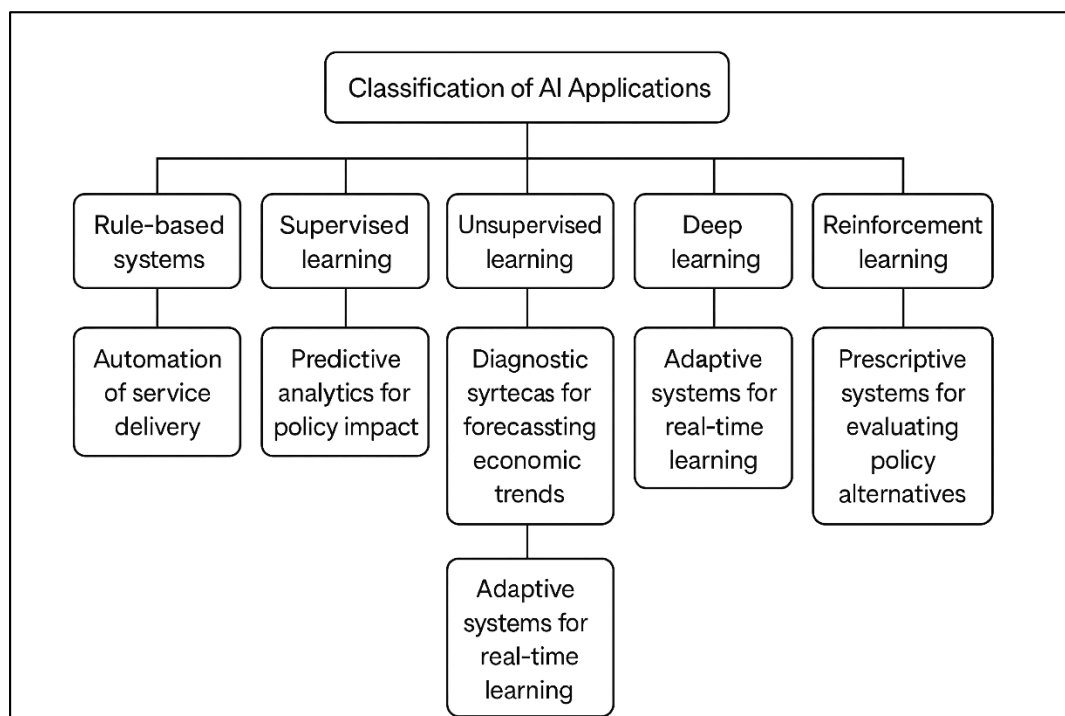 Classification of AI Applications
Rule-based
systems
Supervised
learning
Unsupervised
learning
Deep
learning
Reinforcement
learning
Automation
of service
delivery
Predictive
analytics for
policy impact
Diagnostic
syrtecas for
forecassting
economic
trends
Adaptive
systems for
real-time
learning
Prescriptive
systems for
evaluating
policy
alternatives
Adaptive
systems for
real-time
learning